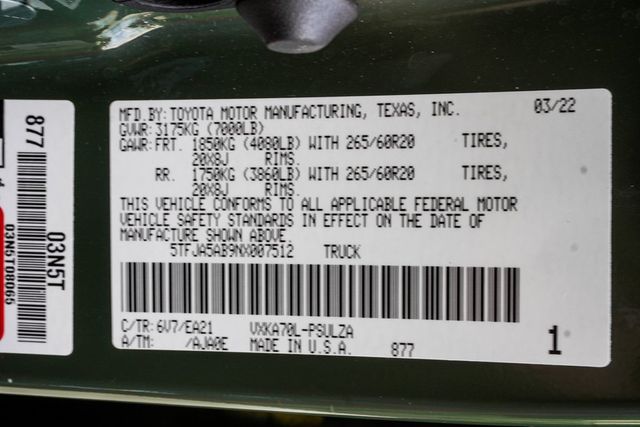 MFD.BY: TOYOTA MOTOR MANUFACTURING, TEXAS, INC. 03/22
GVWR: 3175KG (7000LB)
GAWR: FRT. 1850KG (4080LB) WITH 265/60R20 TIRES,
20X8J RIMS.
RR. 1750KG (3860LB) WITH 265/60R20 TIRES,
20X8J RIMS.
THIS VEHICLE CONFORMS TO ALL APPLICABLE FEDERAL MOTOR
VEHICLE SAFETY STANDARDS IN EFFECT ON THE DATE OF
MANUFACTURE SHOWN ABOVE.
5TFJA5AB9NX007512 TRUCK
C/TR: 6V7/EA21 VXKA70L-PSULZA
A/TM: /AJA0E MADE IN U.S.A. 877
1
877
03N5T
03N5T08065